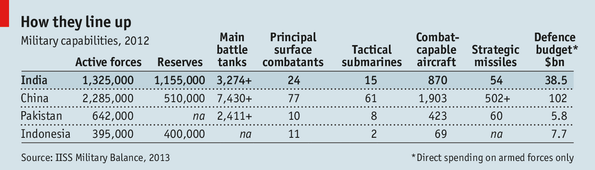 How they line up
Military capabilities, 2012
Active forces Reserves Main battle tanks Principal surface combatants Tactical submarines Combat-capable aircraft Strategic missiles Defence budget* $bn
India 1,325,000 1,155,000 3,274+ 24 15 870 54 38.5
China 2,285,000 510,000 7,430+ 77 61 1,903 502+ 102
Pakistan 642,000 na 2,411+ 10 8 423 60 5.8
Indonesia 395,000 400,000 na 11 2 69 na 7.7
Source: IISS Military Balance, 2013 *Direct spending on armed forces only